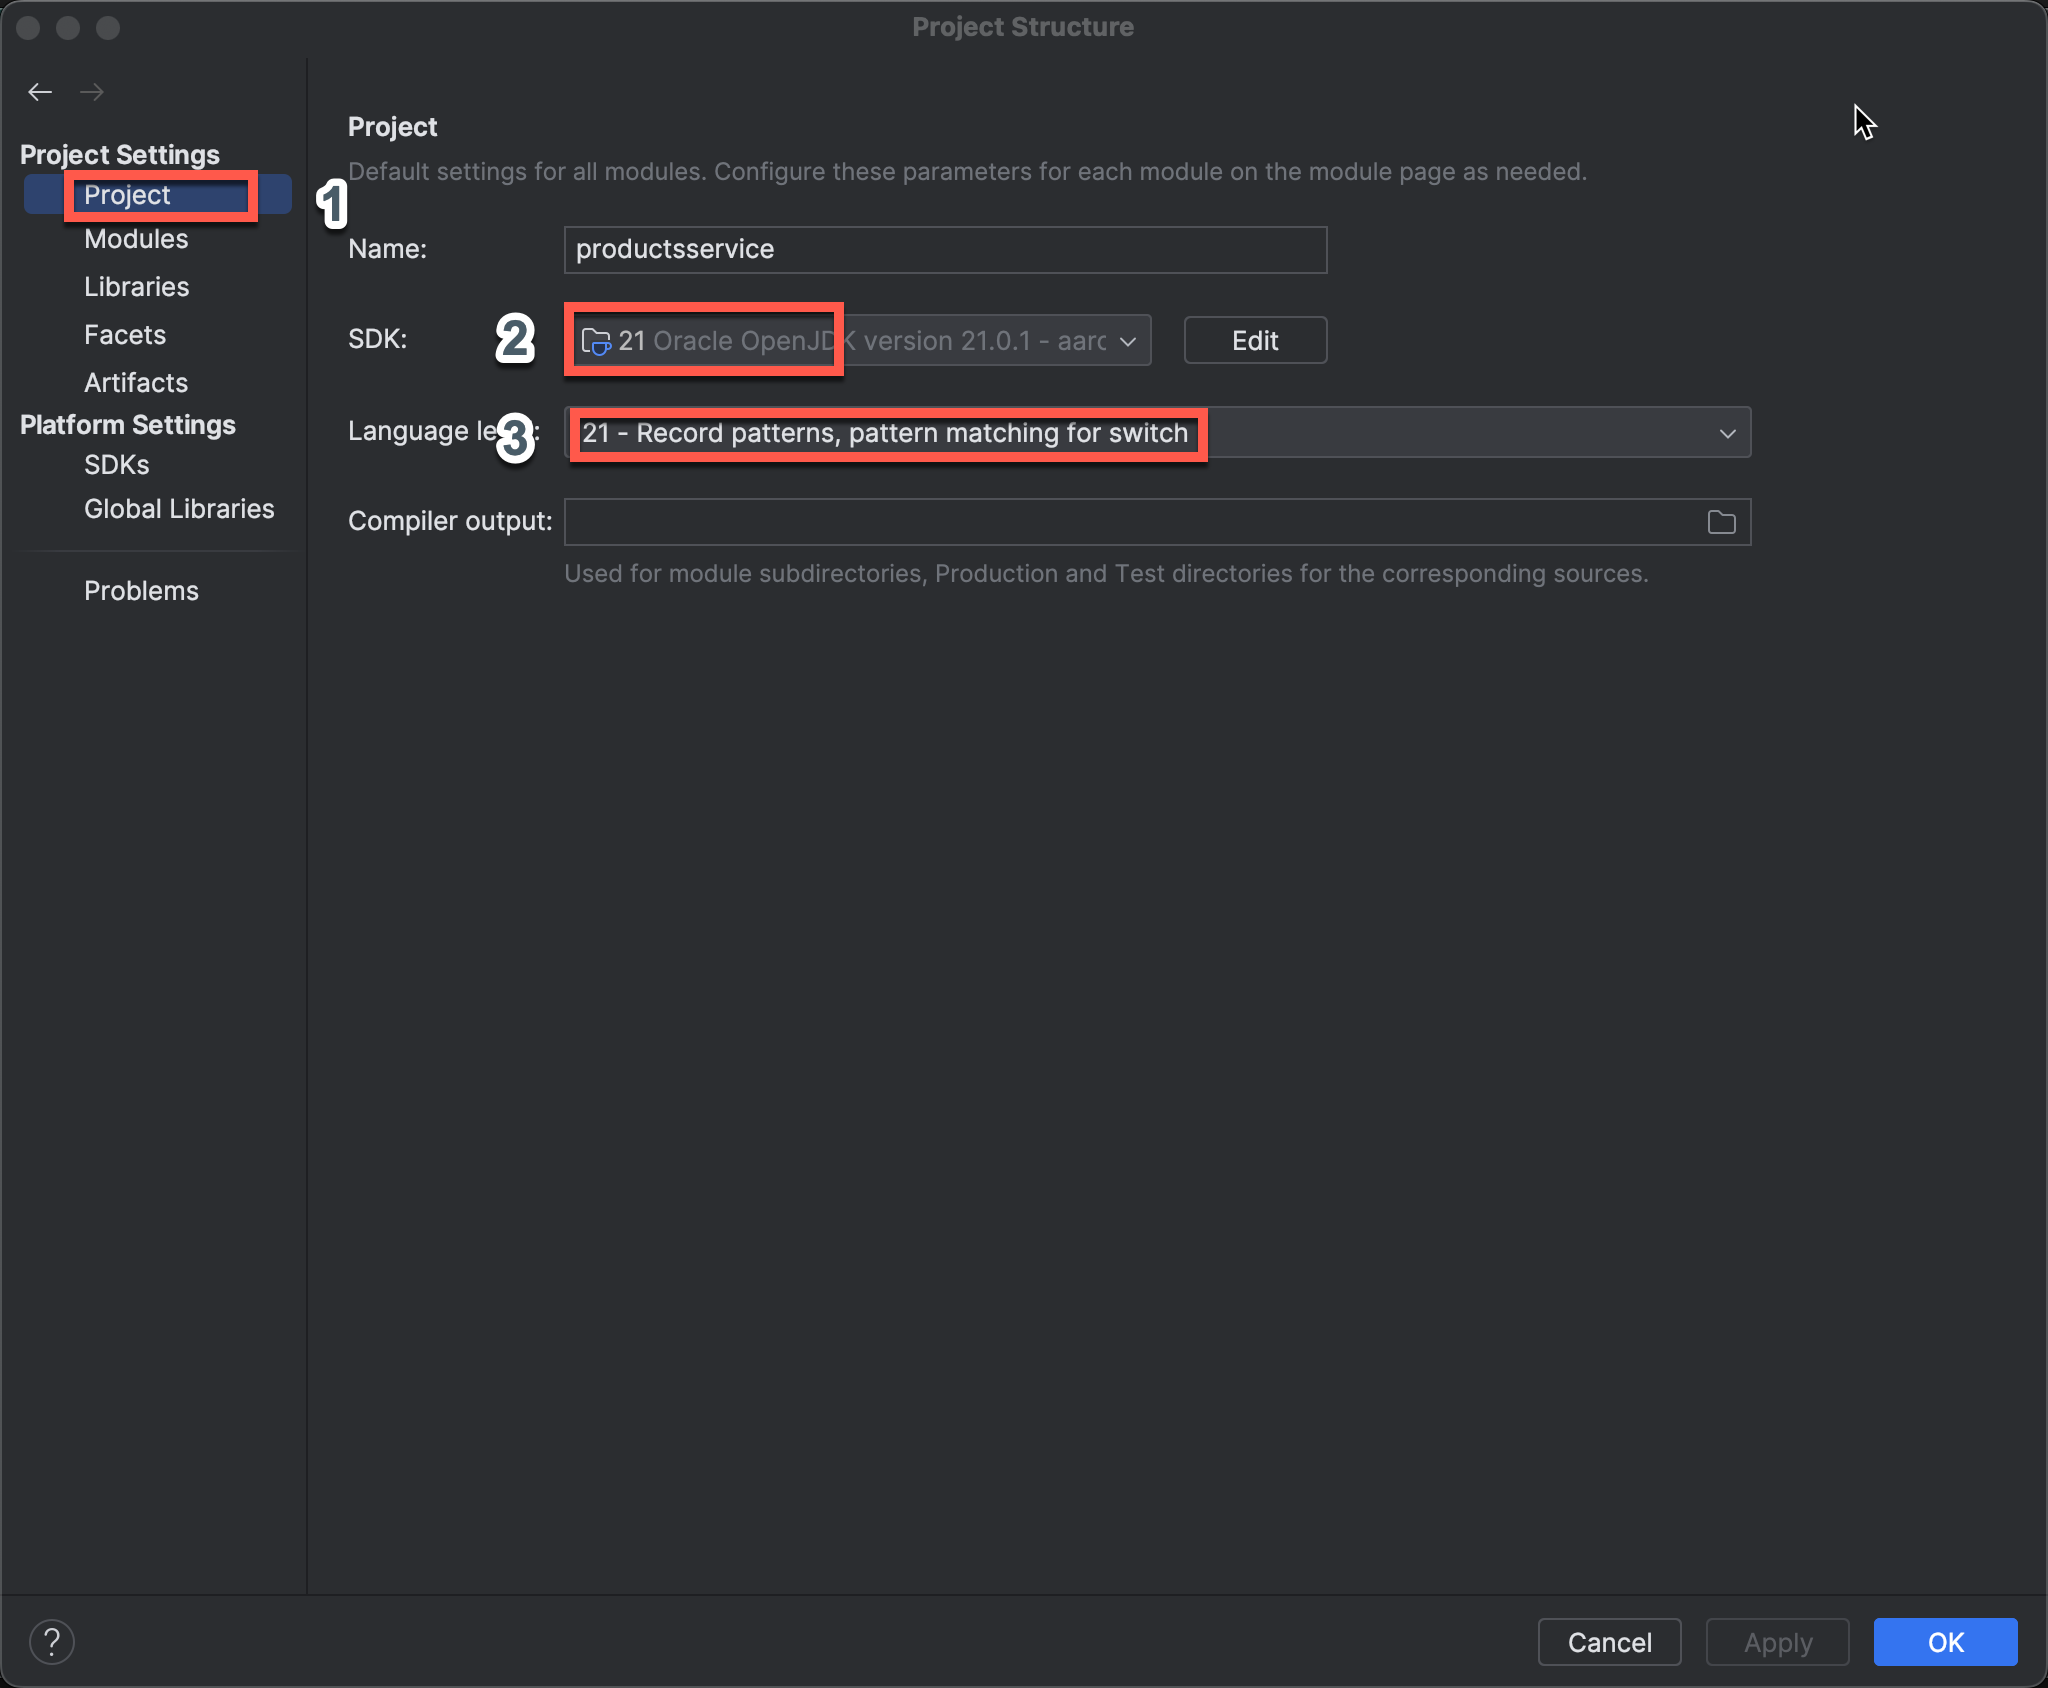 Project Structure
Project Settings
Project
Modules
Libraries
Facets
Artifacts
Platform Settings
SDKs
Global Libraries
Problems
1
Project
Default settings for all modules. Configure these parameters for each module on the module page as needed.
Name: productsservice
SDK: 2 21 Oracle OpenJDK version 21.0.1 - aarc Edit
Language le 3 : 21 - Record patterns, pattern matching for switch
Compiler output:
Used for module subdirectories, Production and Test directories for the corresponding sources.
? Cancel Apply OK